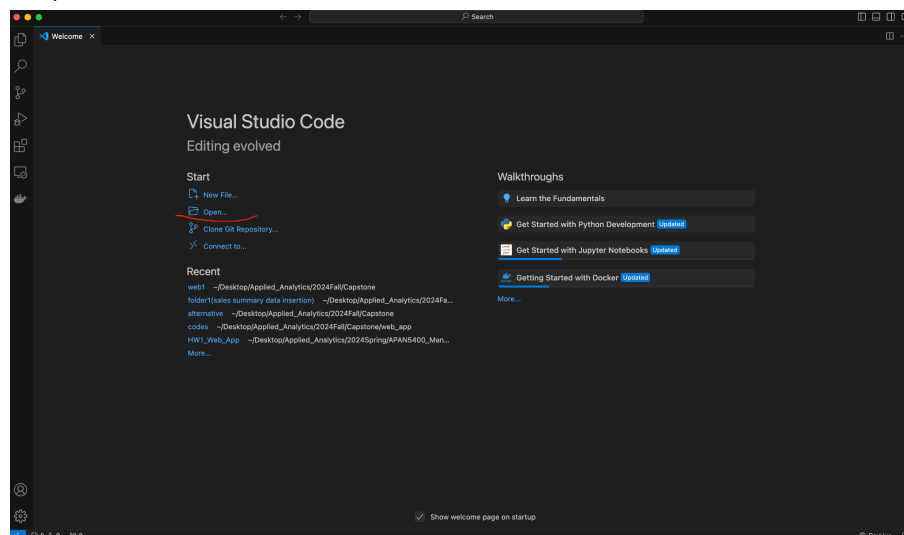 Search
Welcome
Visual Studio Code
Editing evolved
Start
New File...
Open...
Clone Git Repository...
Connect to...
Recent
web1 ~/Desktop/Applied_Analytics/2024Fall/Capstone
folder1(sales summary data insertion) ~/Desktop/Applied_Analytics/2024Fa...
alternative ~/Desktop/Applied_Analytics/2024Fall/Capstone
codes ~/Desktop/Applied_Analytics/2024Fall/Capstone/web_app
HW1_Web_App ~/Desktop/Applied_Analytics/2024Spring/APAN5400_Man...
More...
Walkthroughs
Learn the Fundamentals
Get Started with Python Development Updated
Get Started with Jupyter Notebooks Updated
Getting Started with Docker Updated
More...
Show welcome page on startup